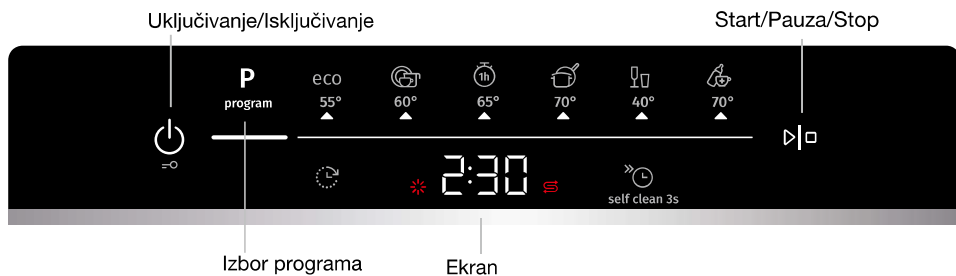 Uključivanje/Isključivanje
Start/Pauza/Stop
P
program
eco
55°
60°
1h
65°
70°
40°
70°
2:30
self clean 3s
Izbor programa
Ekran